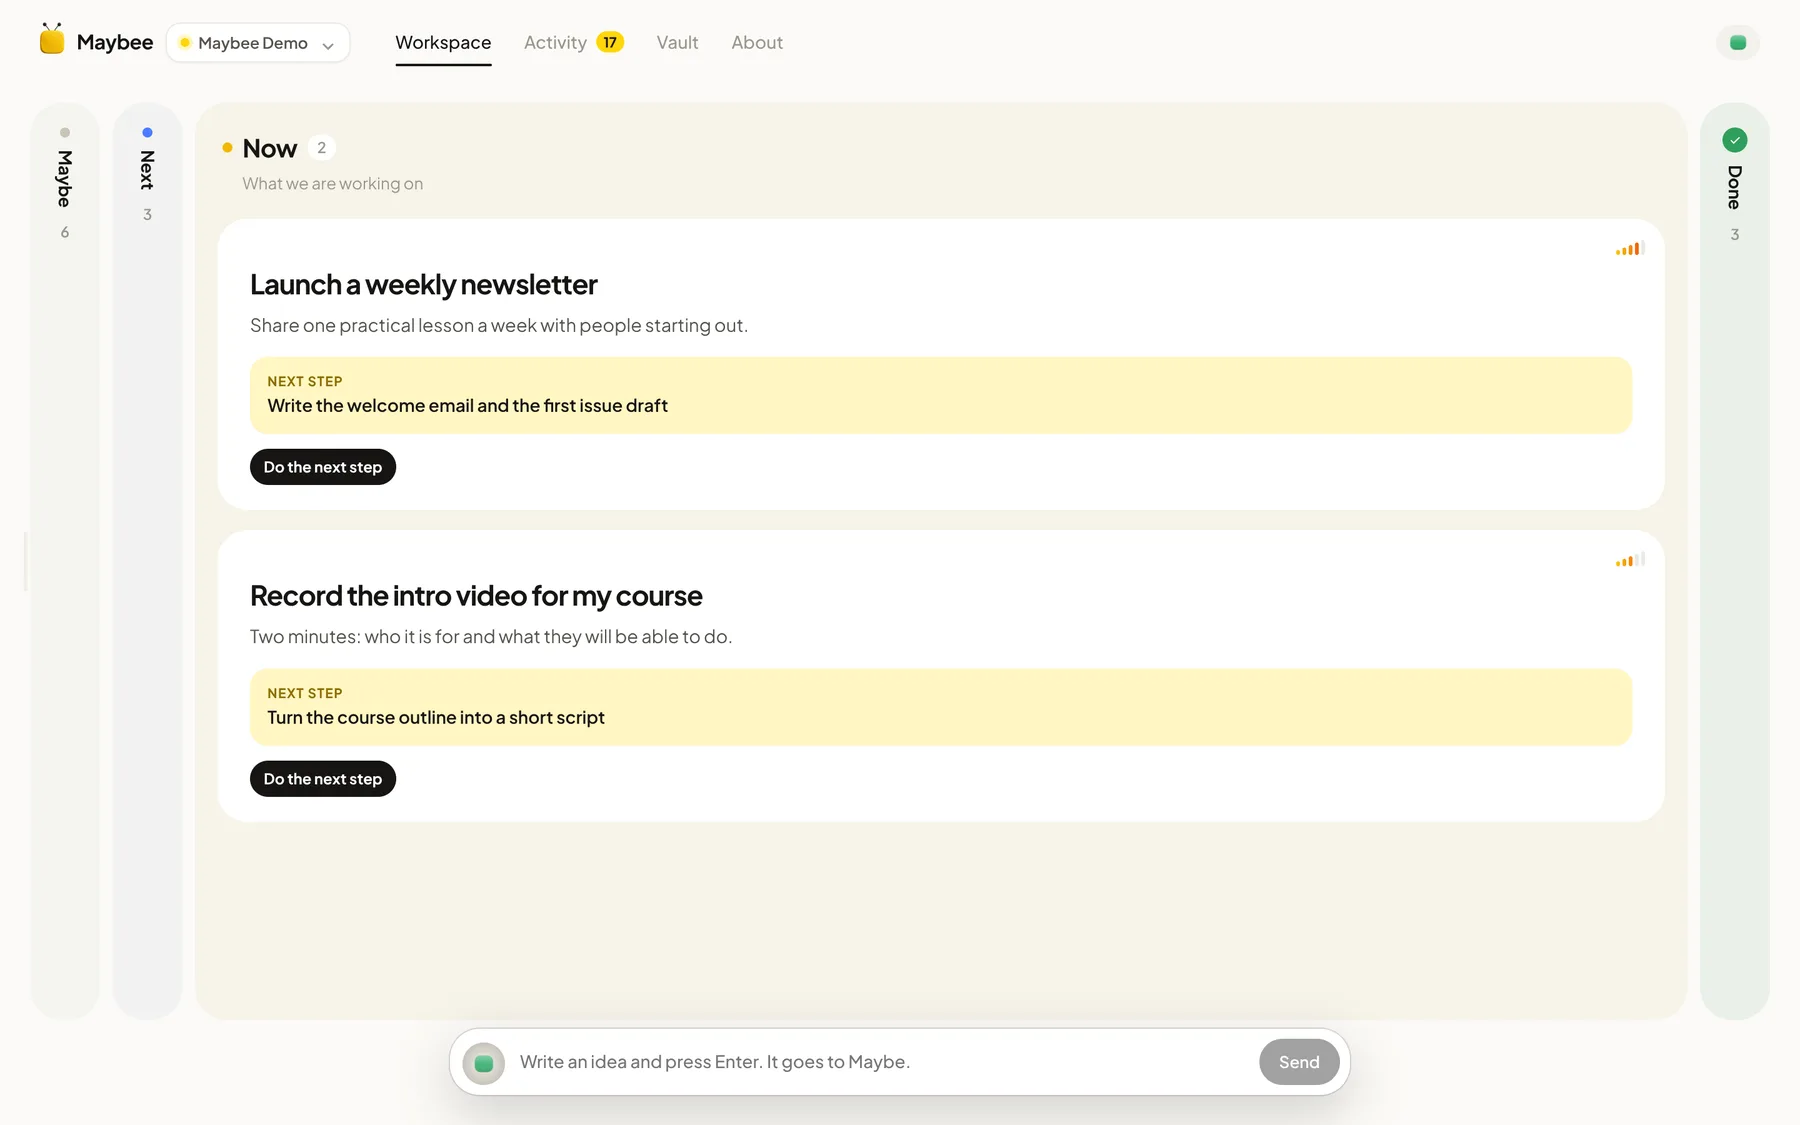 Maybee
Maybee Demo
Workspace
Activity 17
Vault
About
Maybe
6
Next
3
Now 2
What we are working on
Launch a weekly newsletter
Share one practical lesson a week with people starting out.
NEXT STEP
Write the welcome email and the first issue draft
Do the next step
Record the intro video for my course
Two minutes: who it is for and what they will be able to do.
NEXT STEP
Turn the course outline into a short script
Do the next step
Done
3
Write an idea and press Enter. It goes to Maybe.
Send